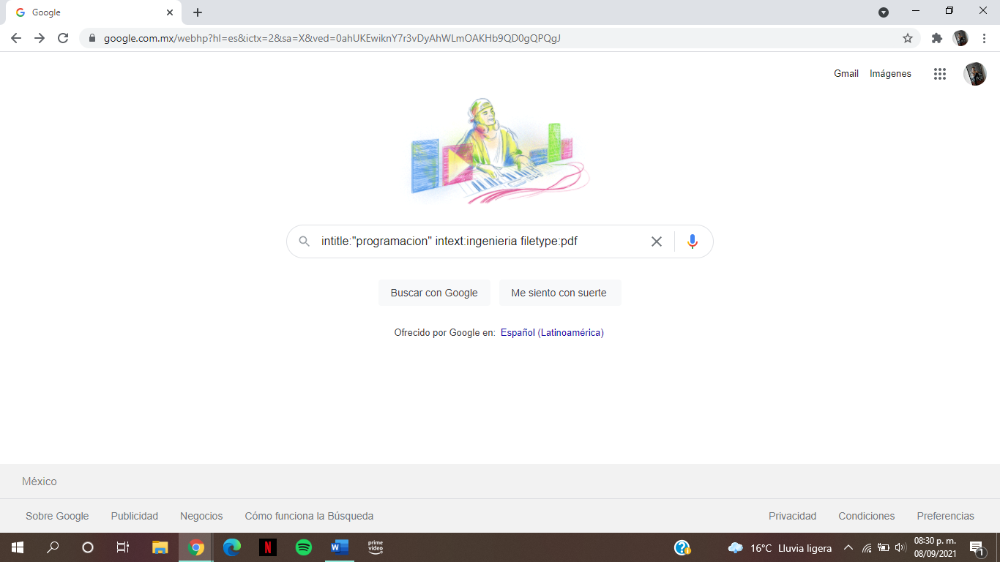 Google
google.com.mx/webhp?hl=es&ictx=2&sa=X&ved=0ahUKEwiknY7r3vDyAhWLmOAKHb9QD0gQPQgJ
Gmail Imágenes
intitle:"programacion" intext:ingenieria filetype:pdf
Buscar con Google Me siento con suerte
Ofrecido por Google en: Español (Latinoamérica)
México
Sobre Google Publicidad Negocios Cómo funciona la Búsqueda Privacidad Condiciones Preferencias
N W prime video ? 16°C Lluvia ligera 08:30 p. m.
08/09/2021 1